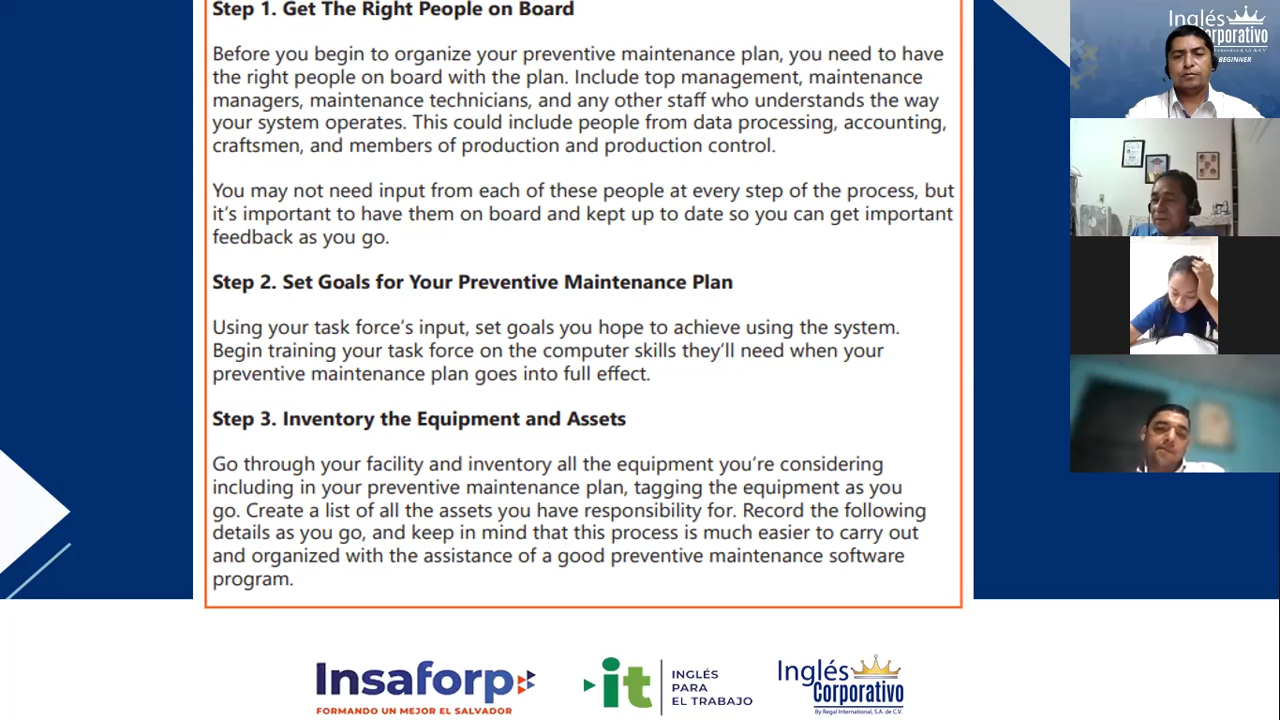 Step 1. Get The Right People on Board
Before you begin to organize your preventive maintenance plan, you need to have
the right people on board with the plan. Include top management, maintenance
managers, maintenance technicians, and any other staff who understands the way
your system operates. This could include people from data processing, accounting,
craftsmen, and members of production and production control.
You may not need input from each of these people at every step of the process, but
it's important to have them on board and kept up to date so you can get important
feedback as you go.
Step 2. Set Goals for Your Preventive Maintenance Plan
Using your task force's input, set goals you hope to achieve using the system.
Begin training your task force on the computer skills they'll need when your
preventive maintenance plan goes into full effect.
Step 3. Inventory the Equipment and Assets
Go through your facility and inventory all the equipment you're considering
including in your preventive maintenance plan, tagging the equipment as you
go. Create a list of all the assets you have responsibility for. Record the following
details as you go, and keep in mind that this process is much easier to carry out
and organized with the assistance of a good preventive maintenance software
program.
Insaforp
FORMANDO UN MEJOR EL SALVADOR
it
INGLÉS
PARA
EL TRABAJO
Inglés
Corporativo
By Regal International, S.A. de C.V.
Inglés
Corporativo
BEGINNER